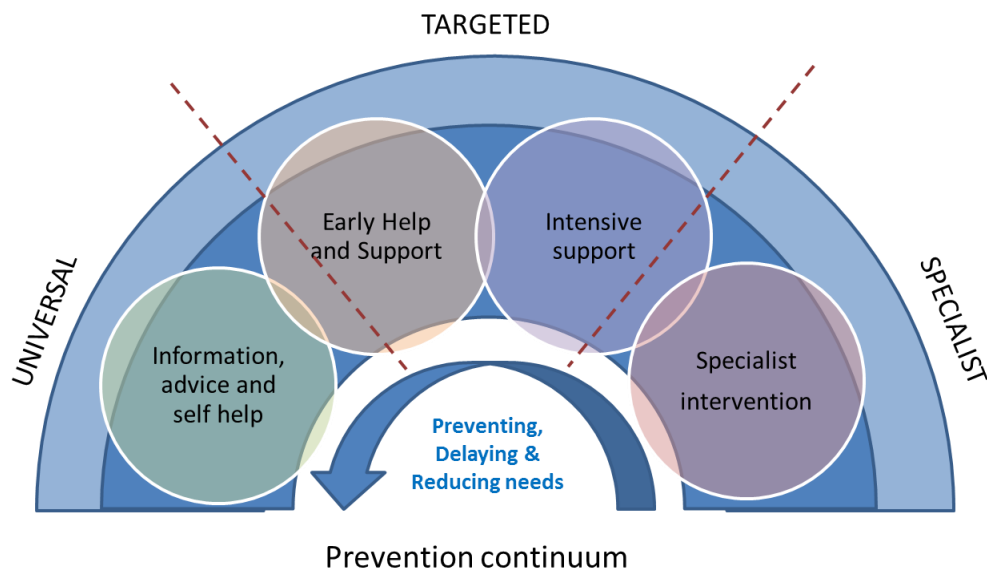 TARGETED
UNIVERSAL
SPECIALIST
Early Help
and Support
Intensive
support
Information,
advice and
self help
Specialist
intervention
Preventing,
Delaying &
Reducing needs
Prevention continuum